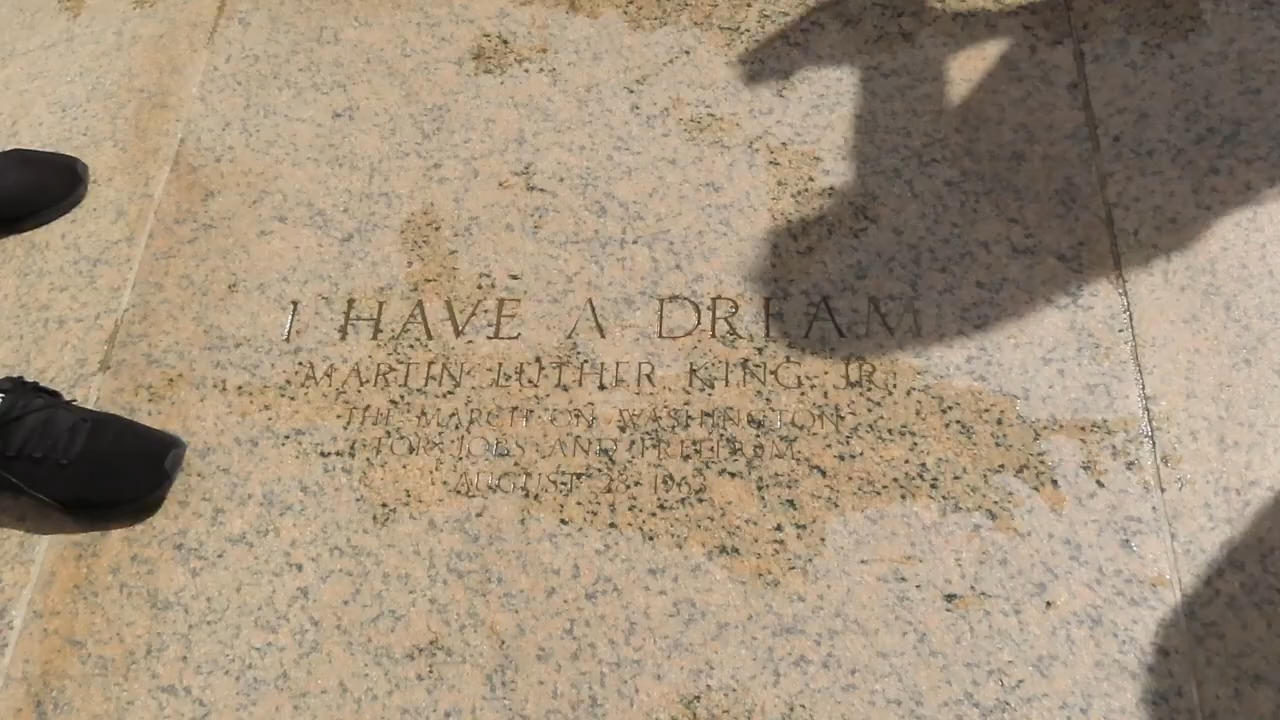 I HAVE A DREAM
MARTIN LUTHER KING JR
THE MARCH ON WASHINGTON
FOR JOBS AND FREEDOM
AUGUST 28 1963